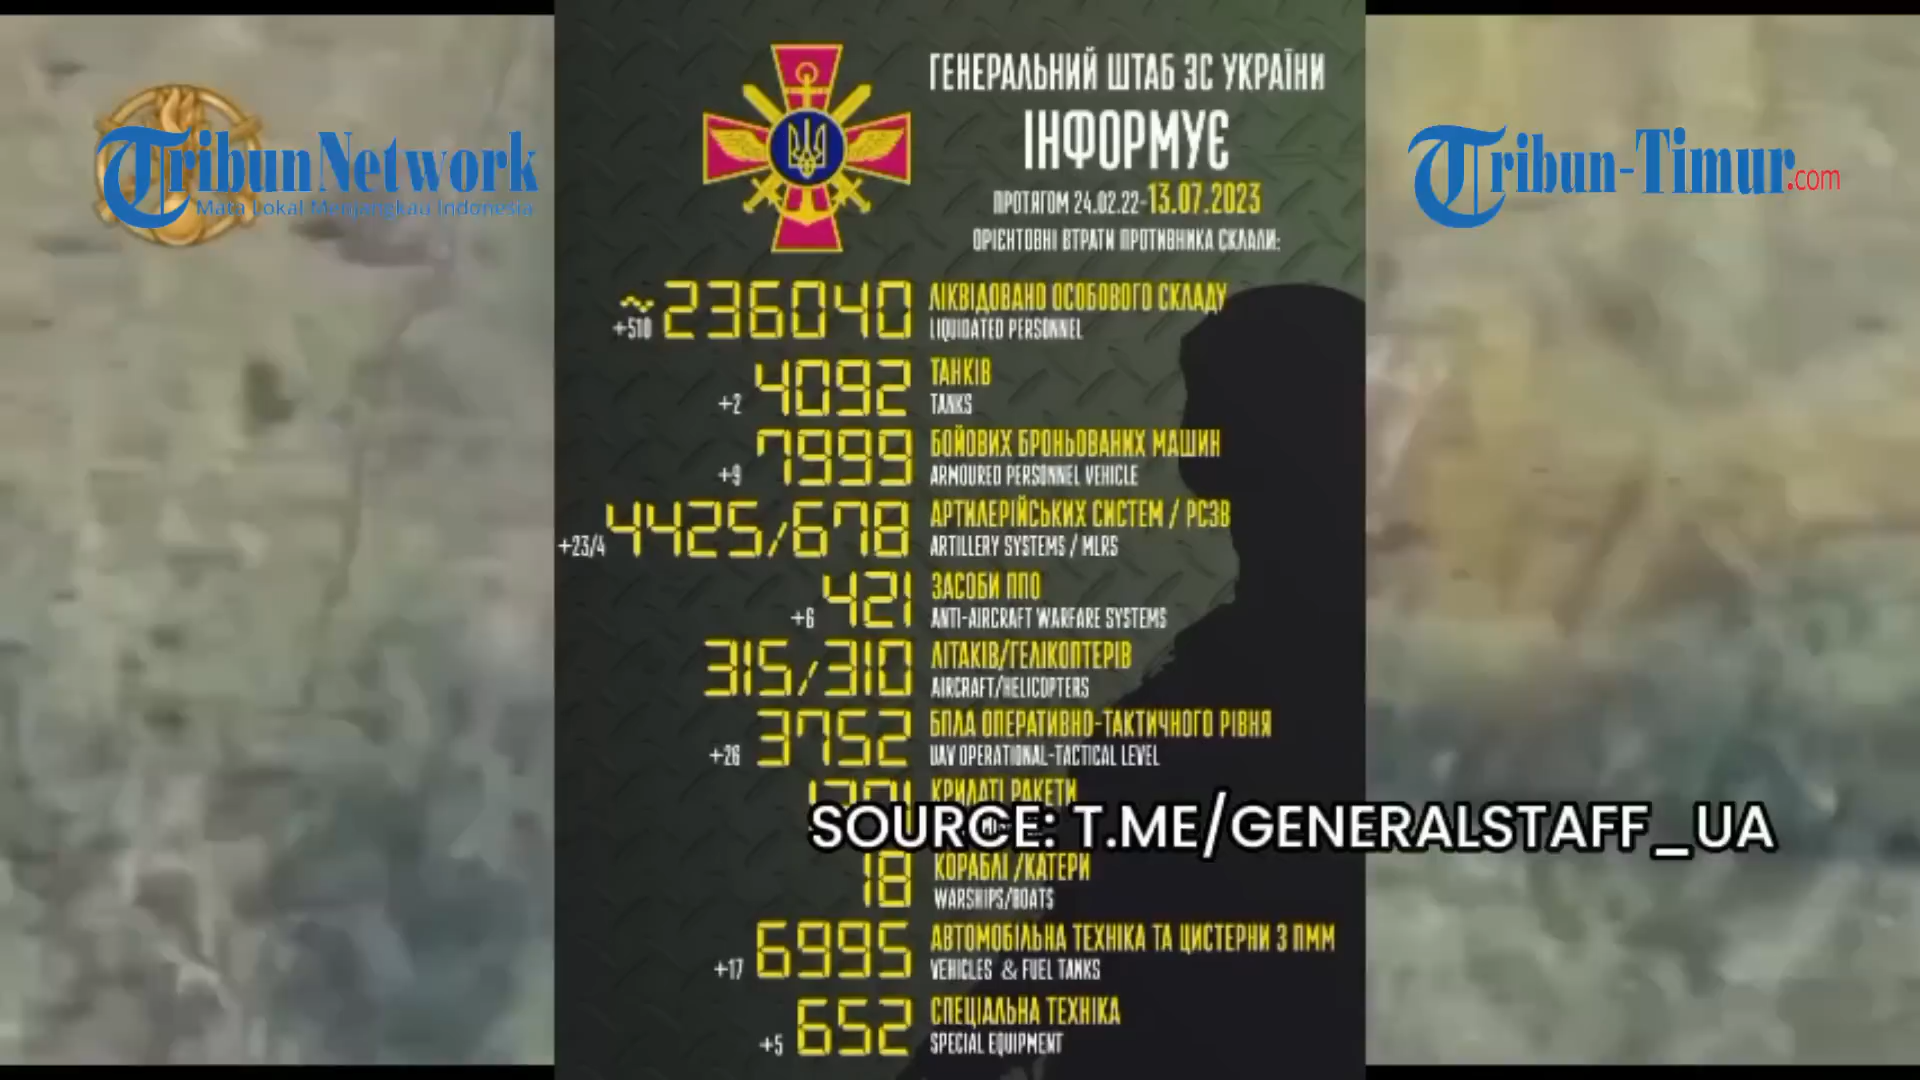 TribunNetwork
Mata Lokal Menjangkau Indonesia
Tribun-Timur.com
ГЕНЕРАЛЬНИЙ ШТАБ ЗС УКРАЇНИ
ІНФОРМУЄ
ПРОТЯГОМ 24.02.22-13.07.2023
ОРІЄНТОВНІ ВТРАТИ ПРОТИВНИКА СКЛАЛИ:
+510 ~236040 ЛІКВІДОВАНО ОСОБОВОГО СКЛАДУ
LIQUIDATED PERSONNEL
+2 4092 ТАНКІВ
TANKS
+9 7999 БОЙОВИХ БРОНЬОВАНИХ МАШИН
ARMOURED PERSONNEL VEHICLE
+23/4 4425/678 АРТИЛЕРІЙСЬКИХ СИСТЕМ / РСЗВ
ARTILLERY SYSTEMS / MLRS
+6 421 ЗАСОБИ ППО
ANTI-AIRCRAFT WARFARE SYSTEMS
315/310 ЛІТАКІВ/ГЕЛІКОПТЕРІВ
AIRCRAFT/HELICOPTERS
+26 3752 БПЛА ОПЕРАТИВНО-ТАКТИЧНОГО РІВНЯ
UAV OPERATIONAL-TACTICAL LEVEL
КРИЛАТІ РАКЕТИ
SOURCE: T.ME/GENERALSTAFF_UA
18 КОРАБЛІ /КАТЕРИ
WARSHIPS/BOATS
+17 6995 АВТОМОБІЛЬНА ТЕХНІКА ТА ЦИСТЕРНИ З ПММ
VEHICLES & FUEL TANKS
+5 652 СПЕЦІАЛЬНА ТЕХНІКА
SPECIAL EQUIPMENT